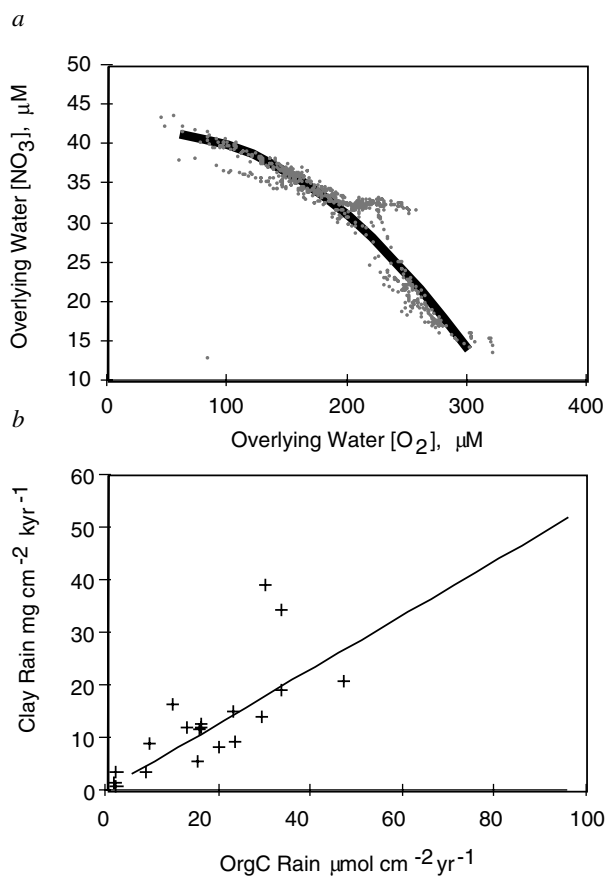 a
50
45
40
35
30
25
20
15
10
Overlying Water [NO3], μM
0 100 200 300 400
Overlying Water [O2], μM
b
60
50
40
30
20
10
0
Clay Rain mg cm-2 kyr-1
0 20 40 60 80 100
OrgC Rain μmol cm-2yr-1